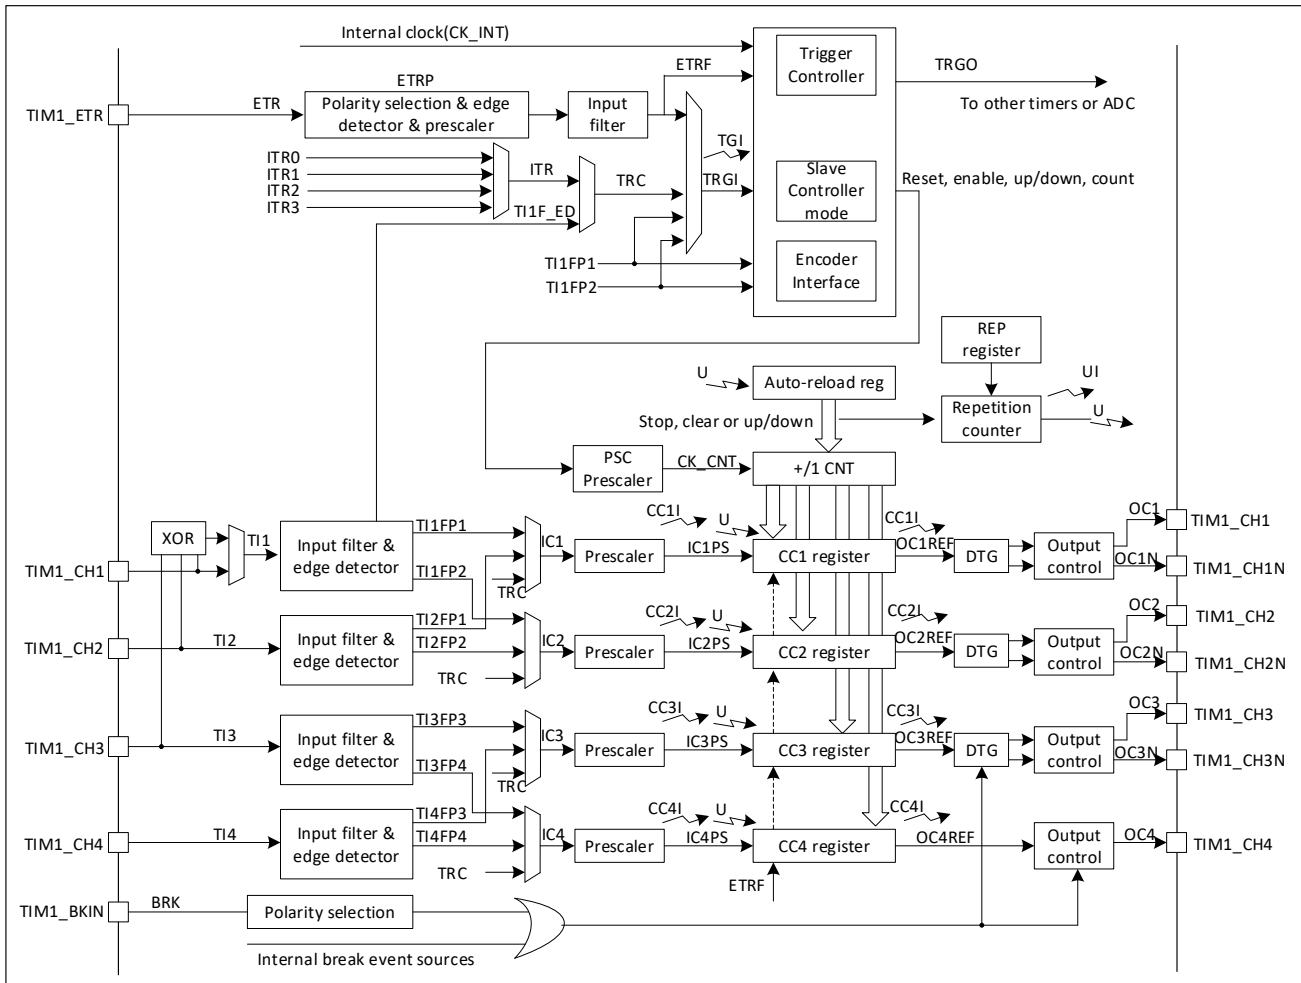 Internal clock(CK_INT)
Trigger
Controller
ETRF
TRGO
ETRP
TIM1_ETR
ETR
Polarity selection & edge
detector & prescaler
Input
filter
To other timers or ADC
TGI
ITR0
ITR1
ITR2
ITR3
ITR
TRC
TRGI
Slave
Controller
mode
Reset, enable, up/down, count
TI1F_ED
TI1FP1
TI1FP2
Encoder
Interface
REP
register
U
Auto-reload reg
UI
U
Repetition
counter
Stop, clear or up/down
PSC
Prescaler
CK_CNT
+/1 CNT
XOR
TI1
Input filter &
edge detector
TI1FP1
TI1FP2
IC1
TRC
Prescaler
CC1I
U
IC1PS
CC1 register
CC1I
OC1REF
DTG
Output
control
OC1
OC1N
TIM1_CH1
TIM1_CH1N
TIM1_CH1
TIM1_CH2
TI2
Input filter &
edge detector
TI2FP1
TI2FP2
TRC
IC2
Prescaler
CC2I
U
IC2PS
CC2 register
CC2I
OC2REF
DTG
Output
control
OC2
OC2N
TIM1_CH2
TIM1_CH2N
TIM1_CH3
TI3
Input filter &
edge detector
TI3FP3
TI3FP4
IC3
TRC
Prescaler
CC3I
U
IC3PS
CC3 register
CC3I
OC3REF
DTG
Output
control
OC3
OC3N
TIM1_CH3
TIM1_CH3N
TIM1_CH4
TI4
Input filter &
edge detector
TI4FP3
TI4FP4
TRC
IC4
Prescaler
CC4I
U
IC4PS
CC4 register
CC4I
OC4REF
Output
control
OC4
TIM1_CH4
ETRF
TIM1_BKIN
BRK
Polarity selection
Internal break event sources